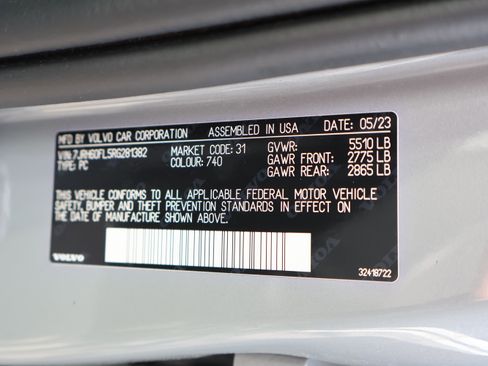 MFG BY VOLVO CAR CORPORATION ASSEMBLED IN USA DATE: 05/23
VIN:7JRH60FL5RG281382 MARKET CODE: 31 GVWR: 5510 LB
TYPE: PC COLOUR: 740 GAWR FRONT: 2775 LB
GAWR REAR: 2865 LB
THIS VEHICLE CONFORMS TO ALL APPLICABLE FEDERAL MOTOR VEHICLE
SAFETY, BUMPER AND THEFT PREVENTION STANDARDS IN EFFECT ON
THE DATE OF MANUFACTURE SHOWN ABOVE.
VOLVO
32418722